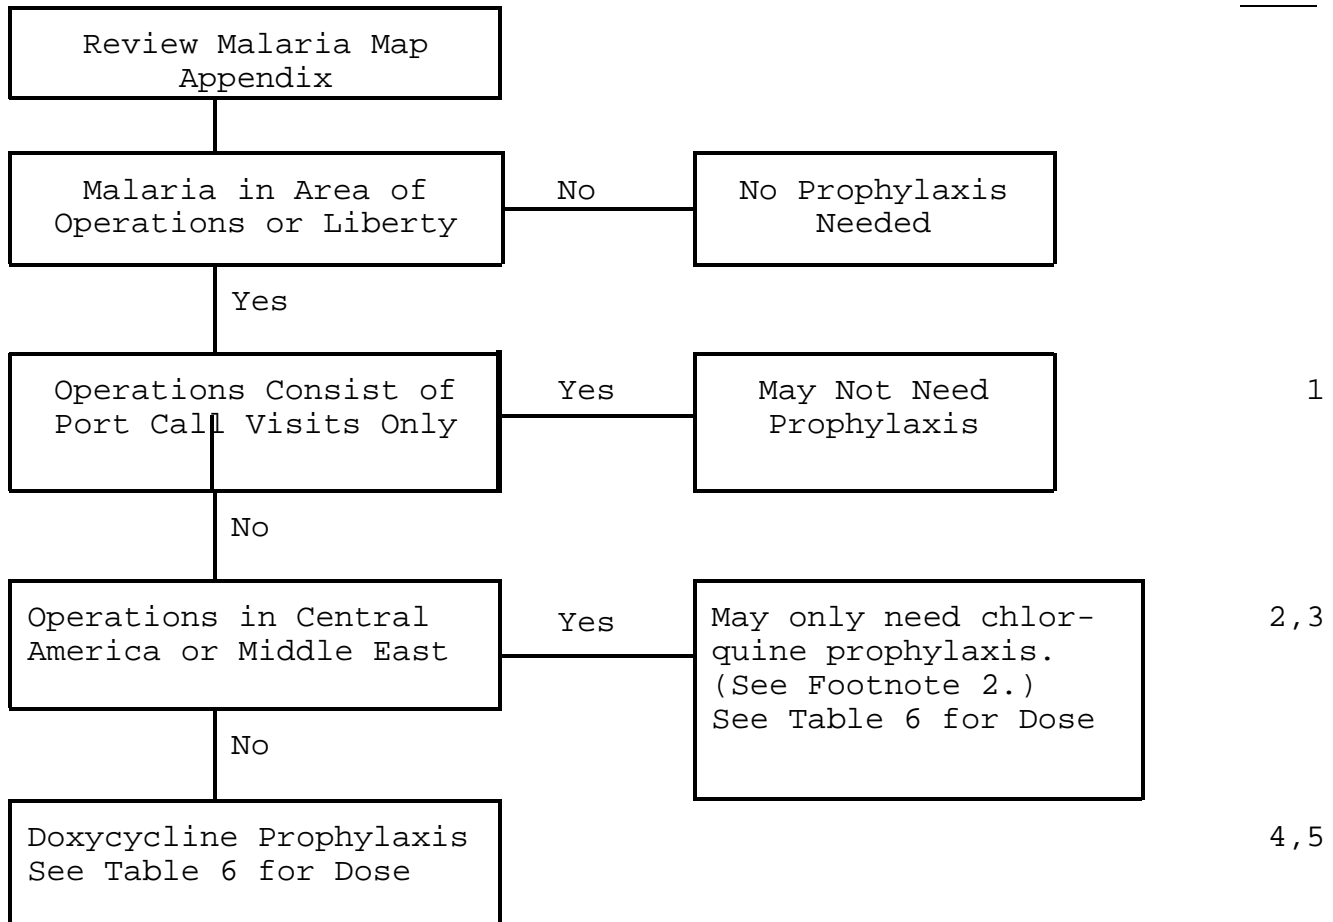 Review Malaria Map
Appendix
Malaria in Area of
Operations or Liberty
No
No Prophylaxis
Needed
Yes
Operations Consist of
Port Call Visits Only
Yes
May Not Need
Prophylaxis
1
No
Operations in Central
America or Middle East
Yes
May only need chlor-
quine prophylaxis.
(See Footnote 2.)
See Table 6 for Dose
2,3
No
Doxycycline Prophylaxis
See Table 6 for Dose
4,5